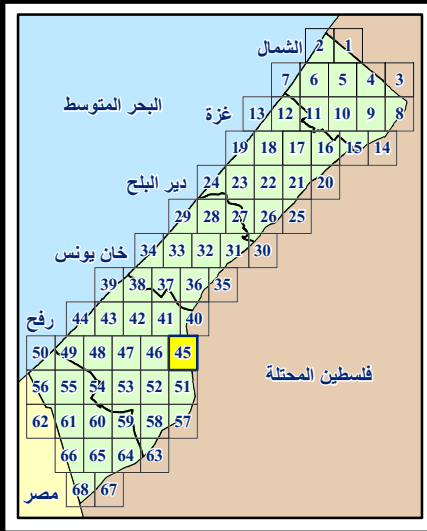 الشمال
2 1
7 6 5 4 3
البحر المتوسط
غزة
13 12 11 10 9 8
19 18 17 16 15 14
دير البلح
24 23 22 21 20
29 28 27 26 25
خان يونس
34 33 32 31 30
39 38 37 36 35
رفح
44 43 42 41 40
50 49 48 47 46 45
فلسطين المحتلة
56 55 54 53 52 51
62 61 60 59 58 57
66 65 64 63
مصر
68 67